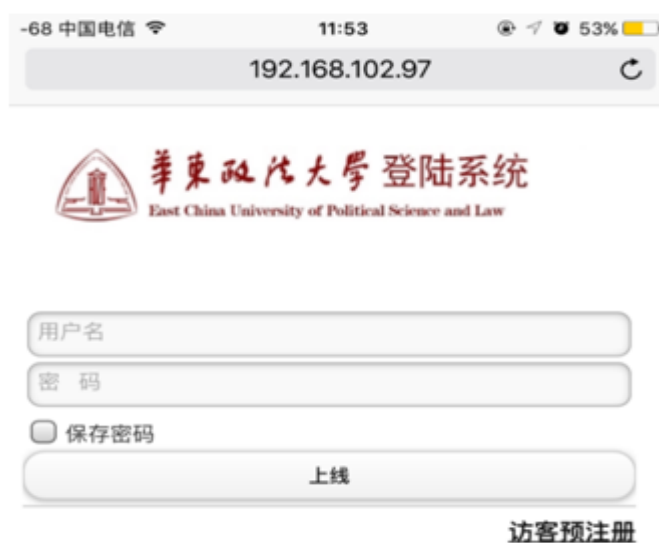 -68 中国电信 11:53 53%
192.168.102.97
華東政法大學 登陆系统
East China University of Political Science and Law
用户名
密 码
保存密码
上线
访客预注册